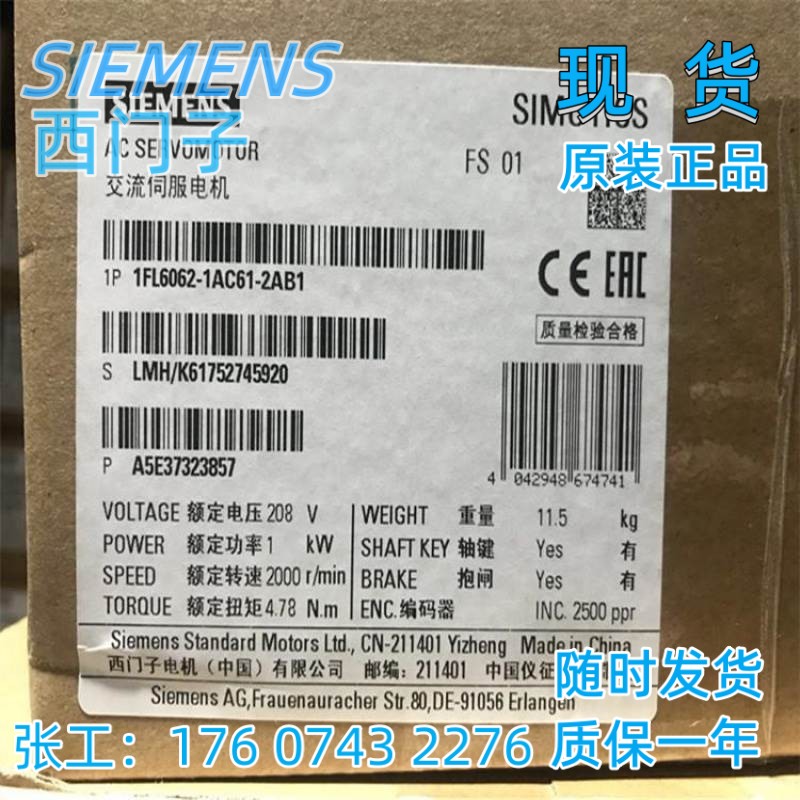 SIEMENS
西门子
现货
原装正品
SIEMENS
AC SERVOMOTOR
交流伺服电机
FS 01
1P 1FL6062-1AC61-2AB1
CE EAC
质量检验合格
S LMH/K61752745920
P A5E37323857
4 042948 674741
VOLTAGE 额定电压 208 V
POWER 额定功率 1 kW
SPEED 额定转速 2000 r/min
TORQUE 额定扭矩 4.78 N.m
WEIGHT 重量 11.5 kg
SHAFT KEY 轴键 Yes 有
BRAKE 抱闸 Yes 有
ENC. 编码器 INC. 2500 ppr
Siemens Standard Motors Ltd., CN-211401 Yizheng Made in China
西门子电机（中国）有限公司 邮编：211401 中国仪征
Siemens AG,Frauenauracher Str.80,DE-91056 Erlangen
随时发货
张工：176 0743 2276 质保一年